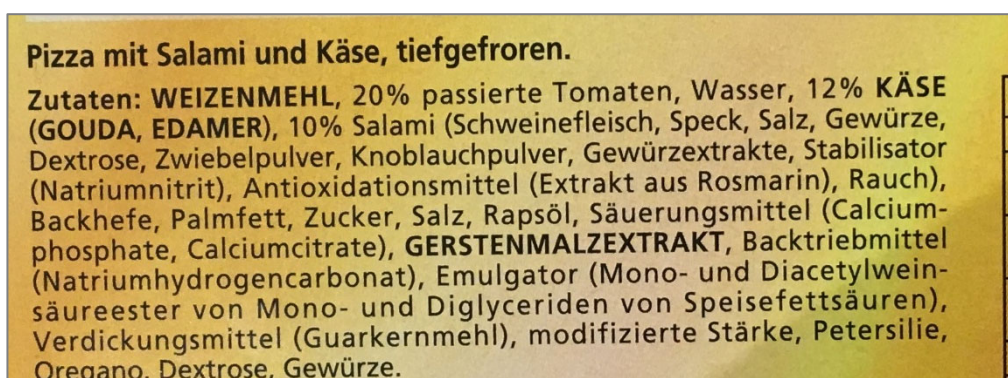 Pizza mit Salami und Käse, tiefgefroren.
Zutaten: WEIZENMEHL, 20% passierte Tomaten, Wasser, 12% KÄSE
(GOUDA, EDAMER), 10% Salami (Schweinefleisch, Speck, Salz, Gewürze,
Dextrose, Zwiebelpulver, Knoblauchpulver, Gewürzextrakte, Stabilisator
(Natriumnitrit), Antioxidationsmittel (Extrakt aus Rosmarin), Rauch),
Backhefe, Palmfett, Zucker, Salz, Rapsöl, Säuerungsmittel (Calcium-
phosphate, Calciumcitrate), GERSTENMALZEXTRAKT, Backtriebmittel
(Natriumhydrogencarbonat), Emulgator (Mono- und Diacetylwein-
säureester von Mono- und Diglyceriden von Speisefettsäuren),
Verdickungsmittel (Guarkernmehl), modifizierte Stärke, Petersilie,
Oregano, Dextrose, Gewürze.